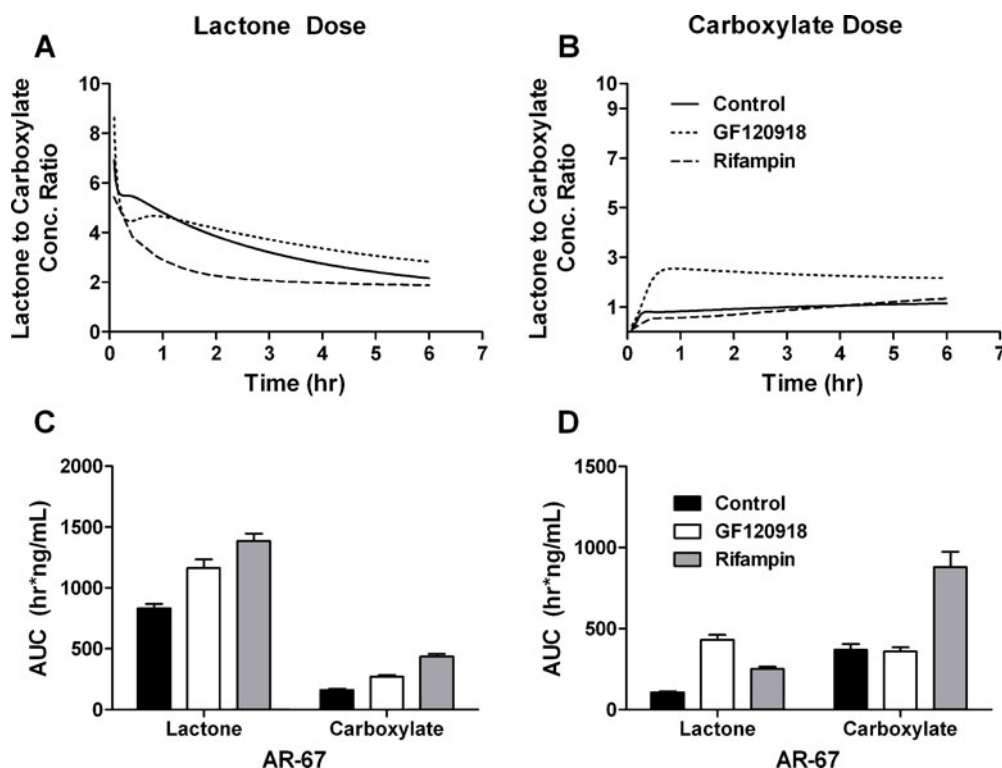 Lactone Dose
Carboxylate Dose
A
Lactone to Carboxylate
Conc. Ratio
10
8
6
4
2
0
0 1 2 3 4 5 6 7
Time (hr)
B
Lactone to Carboxylate
Conc. Ratio
10
9
7
5
3
1
0 1 2 3 4 5 6 7
Time (hr)
Control
GF120918
Rifampin
C
AUC (hr*ng/mL)
2000
1500
1000
500
0
Lactone Carboxylate
AR-67
D
AUC (hr*ng/mL)
1500
1000
500
0
Control
GF120918
Rifampin
Lactone Carboxylate
AR-67